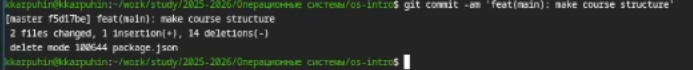 kkarpuhin@kkarpuhin:~/work/study/2025-2026/Операционные системы/os-intro$ git commit -am 'feat(main): make course structure'
[master f5d17be] feat(main): make course structure
2 files changed, 1 insertion(+), 14 deletions(-)
delete mode 100644 package.json
kkarpuhin@kkarpuhin:~/work/study/2025-2026/Операционные системы/os-intro$